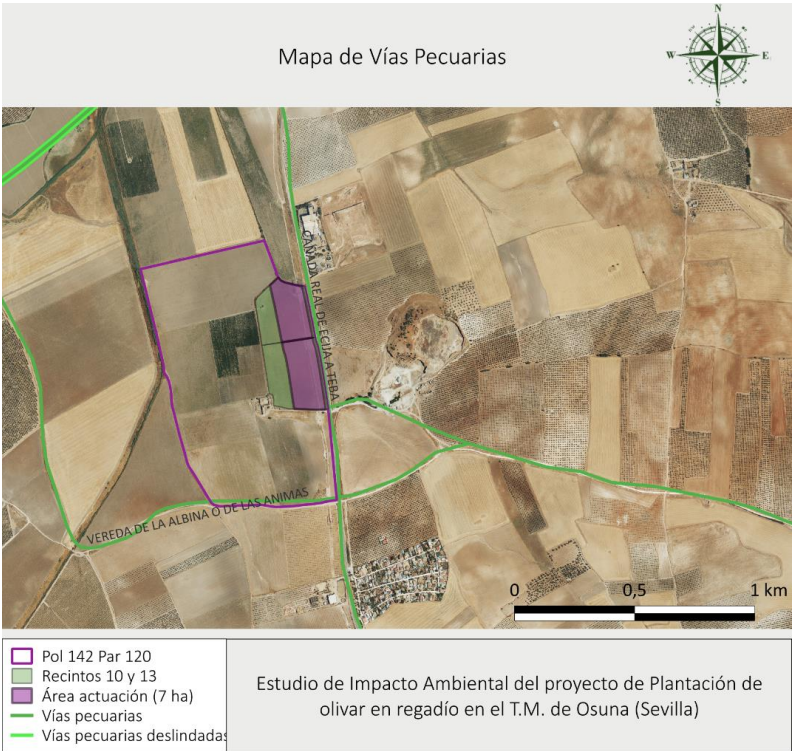 Mapa de Vías Pecuarias
N
W
E
S
CAÑADA REAL DE ECIJA A TEBA
VEREDA DE LA ALBINA O DE LAS ANIMAS
0 0,5 1 km
Pol 142 Par 120
Recintos 10 y 13
Área actuación (7 ha)
Vías pecuarias
Vías pecuarias deslindadas
Estudio de Impacto Ambiental del proyecto de Plantación de
olivar en regadío en el T.M. de Osuna (Sevilla)